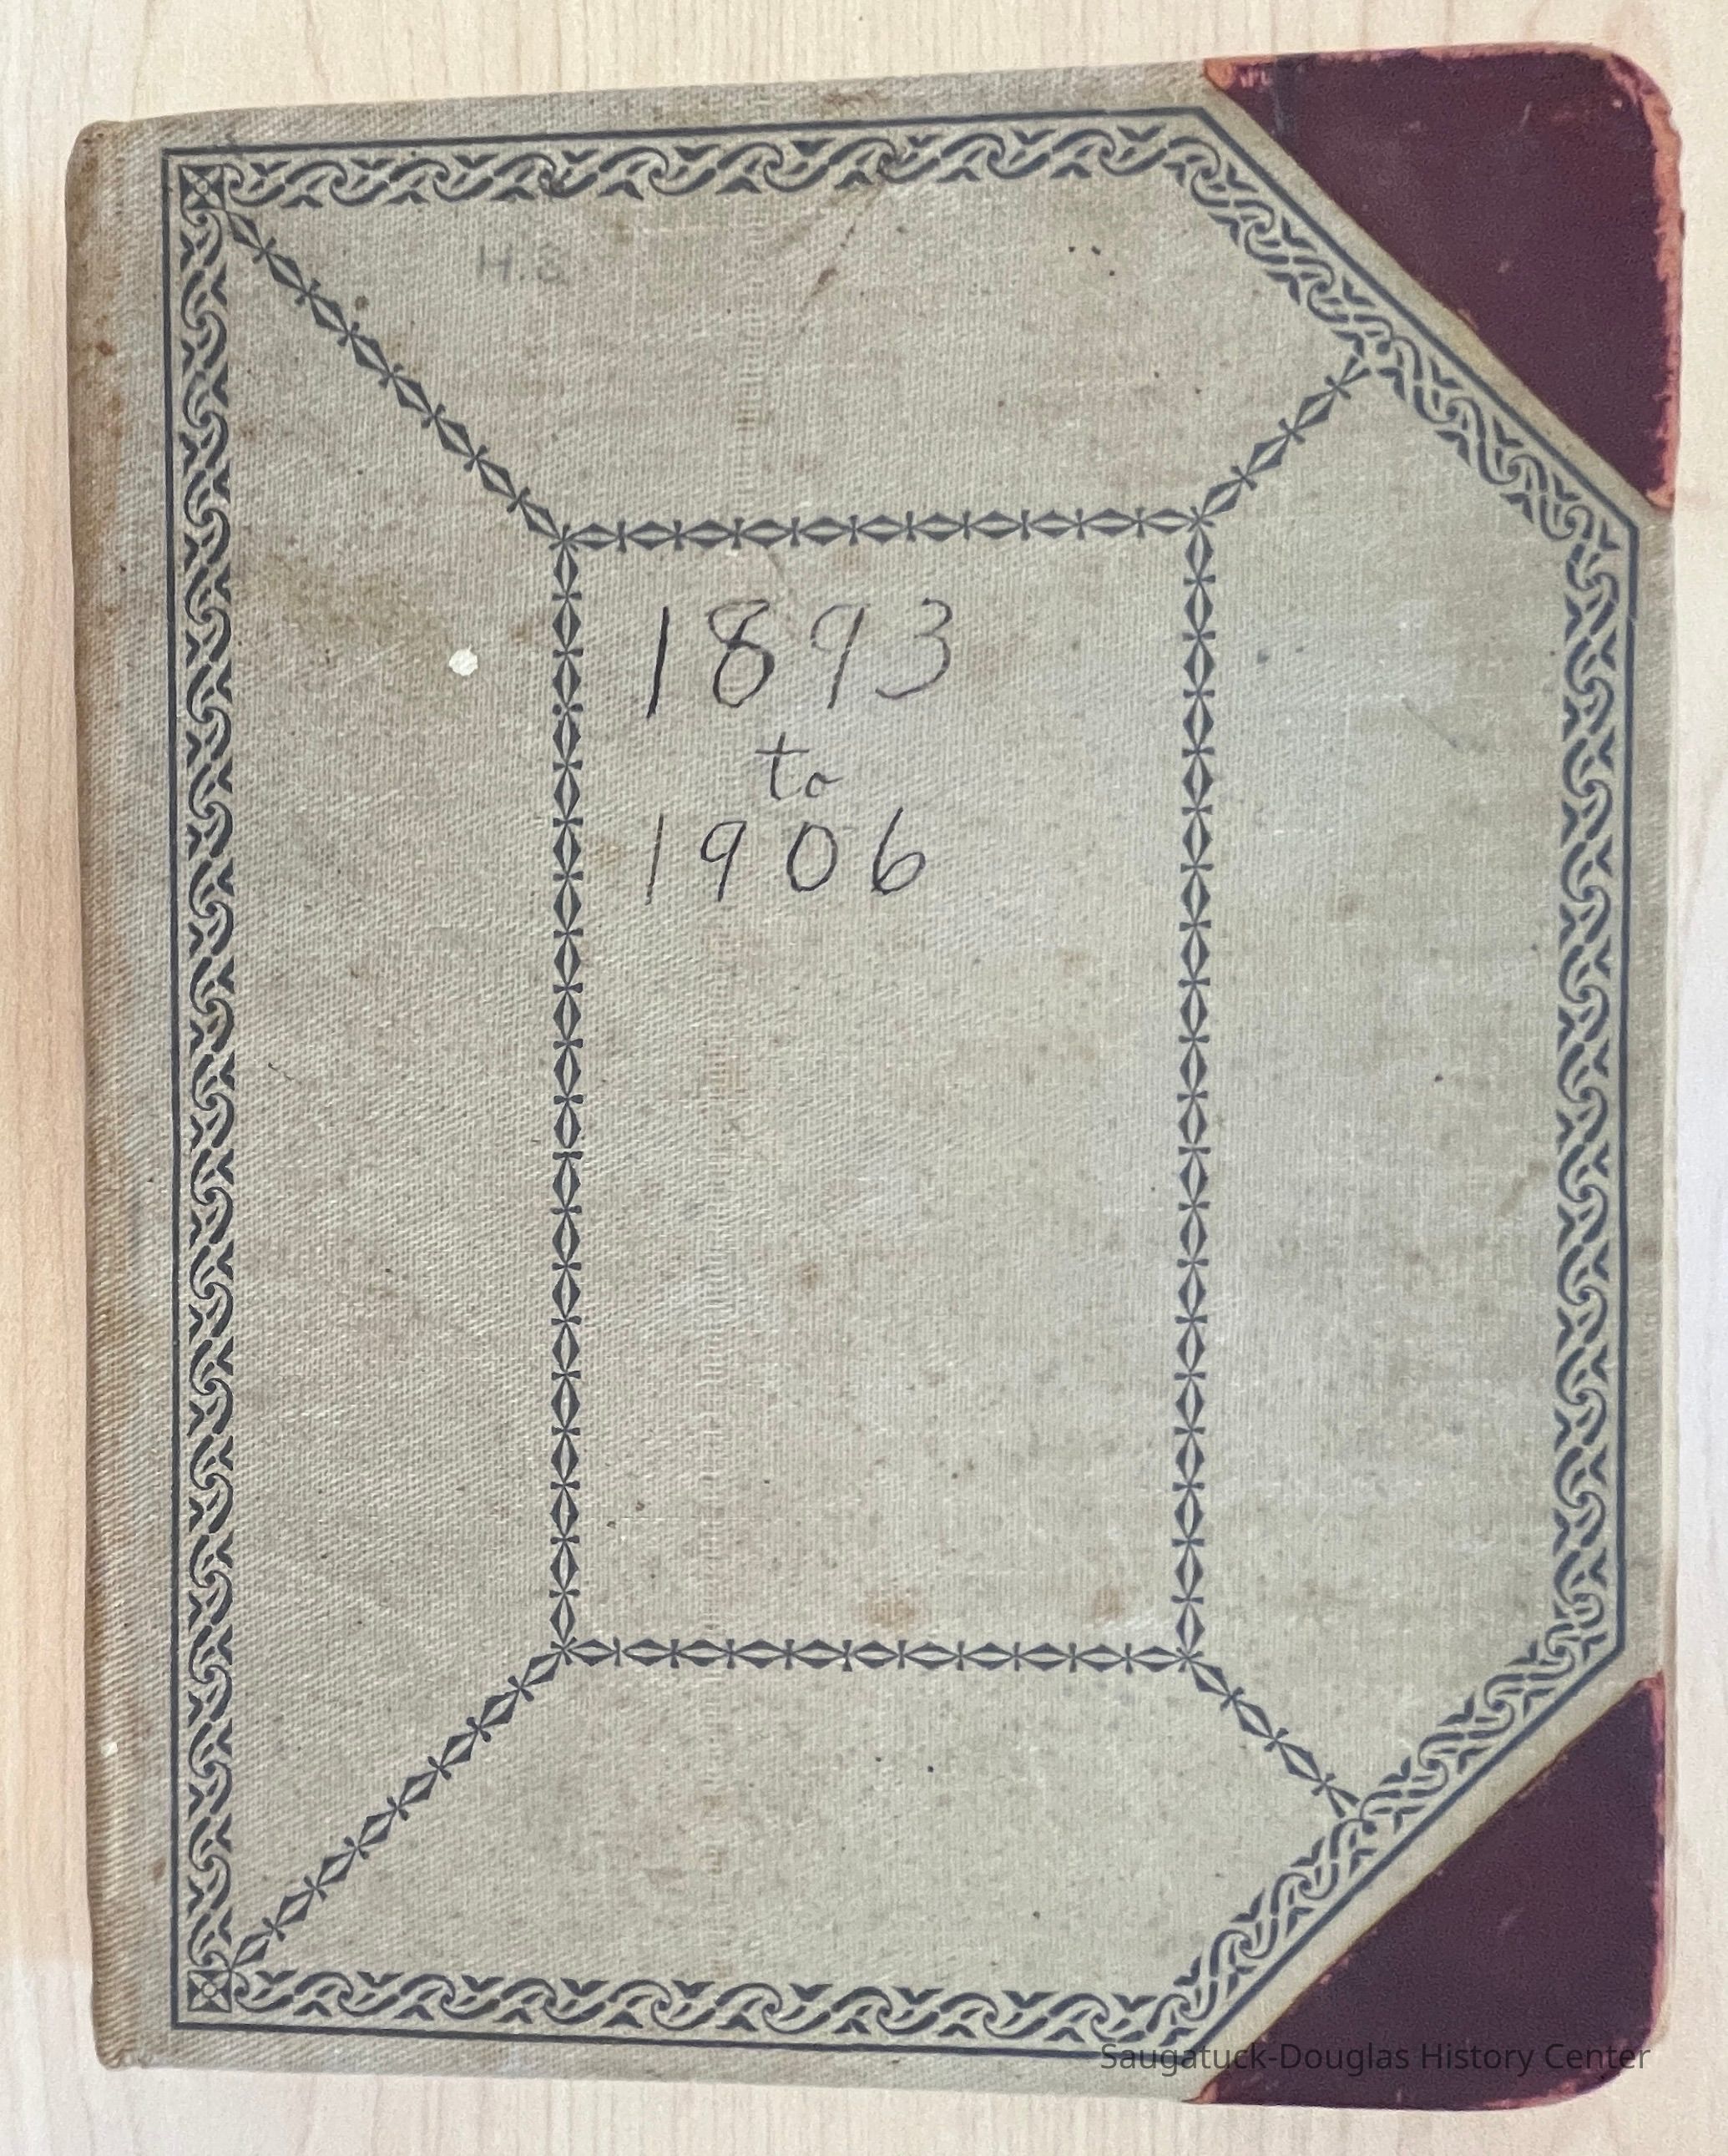 H.S
1893
to
1906
Saugatuck-Douglas History Center